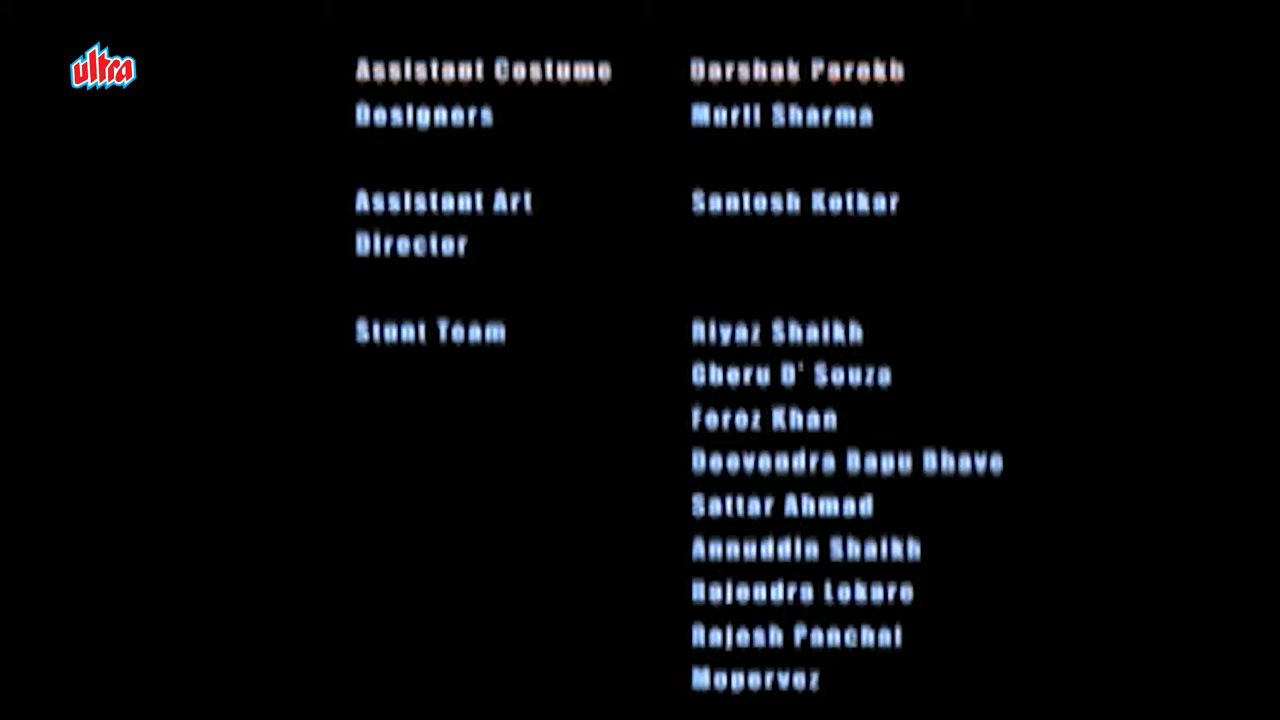 ultra
Assistant Costume Darshak Parekh
Designers Murli Sharma
Assistant Art Santosh Kotkar
Director
Stunt Team Riyaz Shaikh
Cheru D' Souza
Feroz Khan
Deevendra Bapu Bhave
Sattar Ahmad
Annuddin Shaikh
Rajendra Lokare
Rajesh Panchal